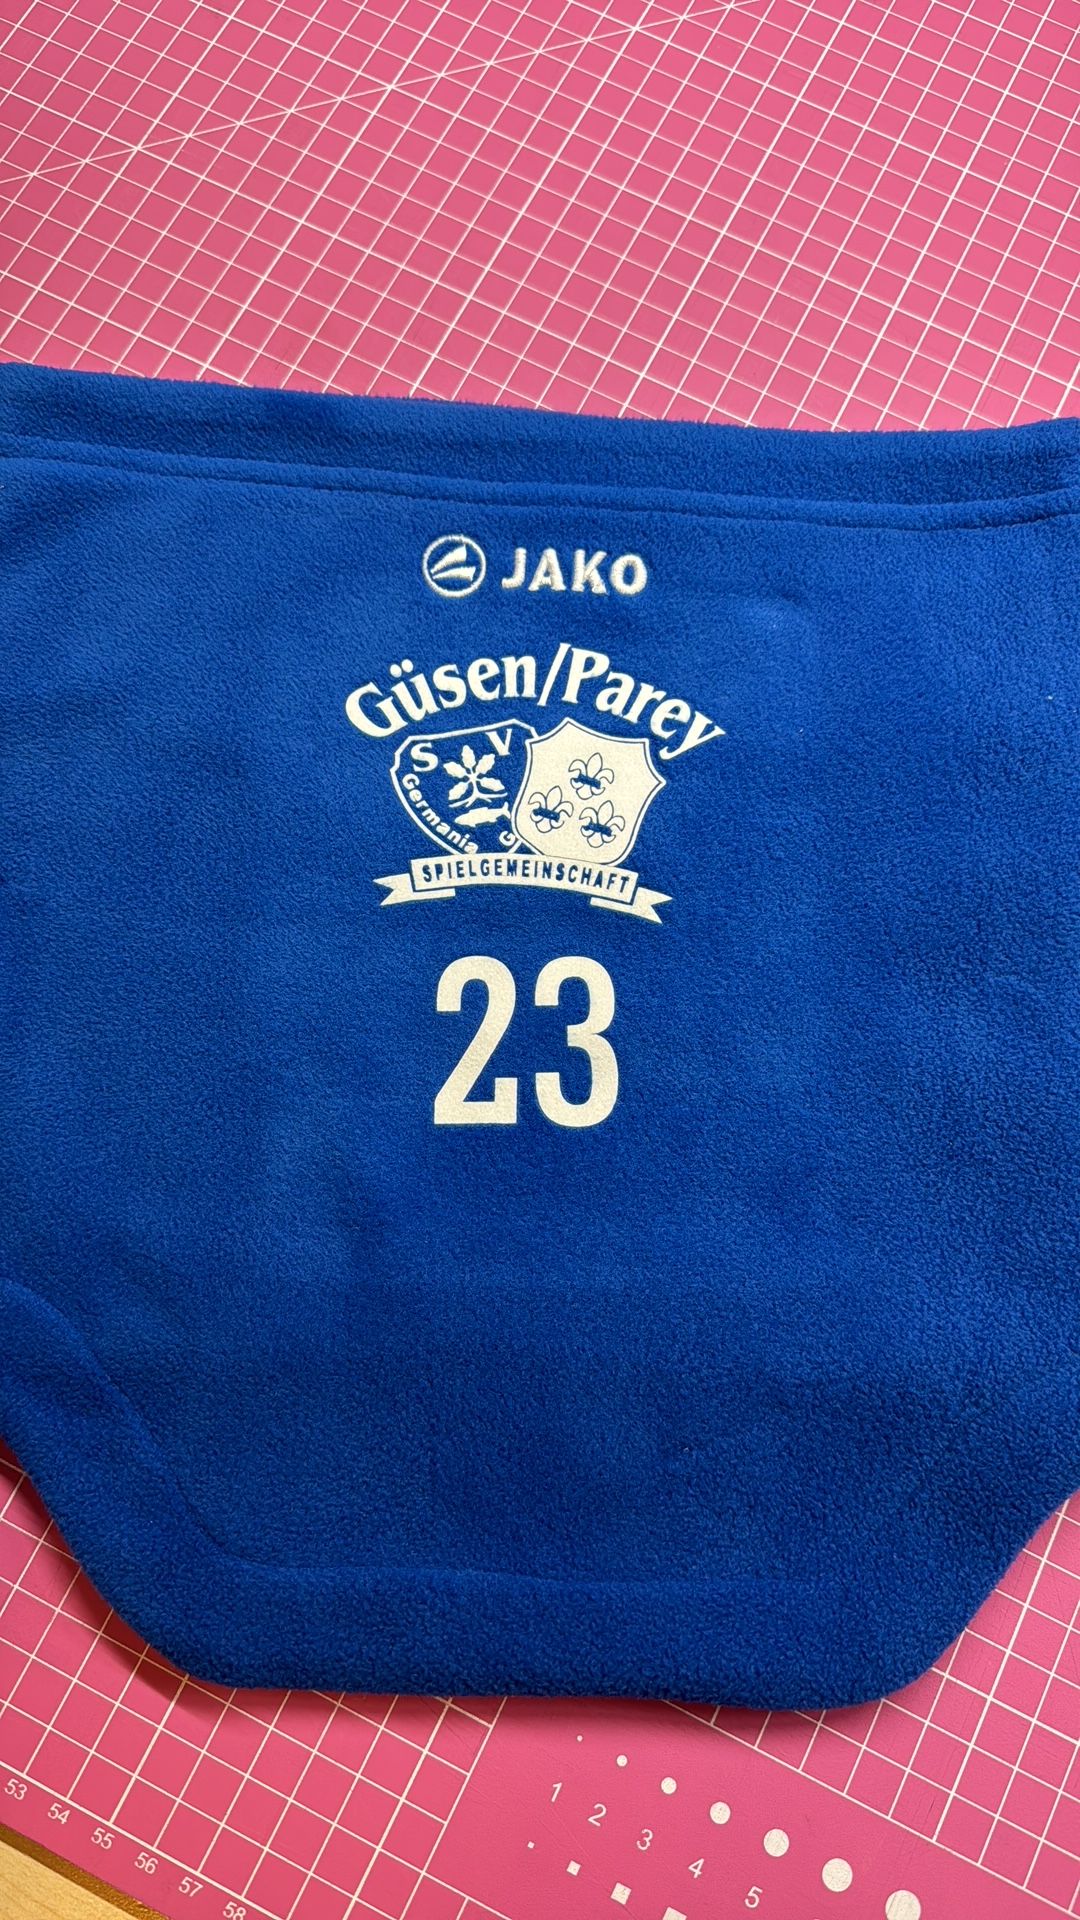 JAKO
Güsen/Parey
S V
Germania
G
SPIELGEMEINSCHAFT
23
53
54
55
56
57
58
1
2
3
4
5